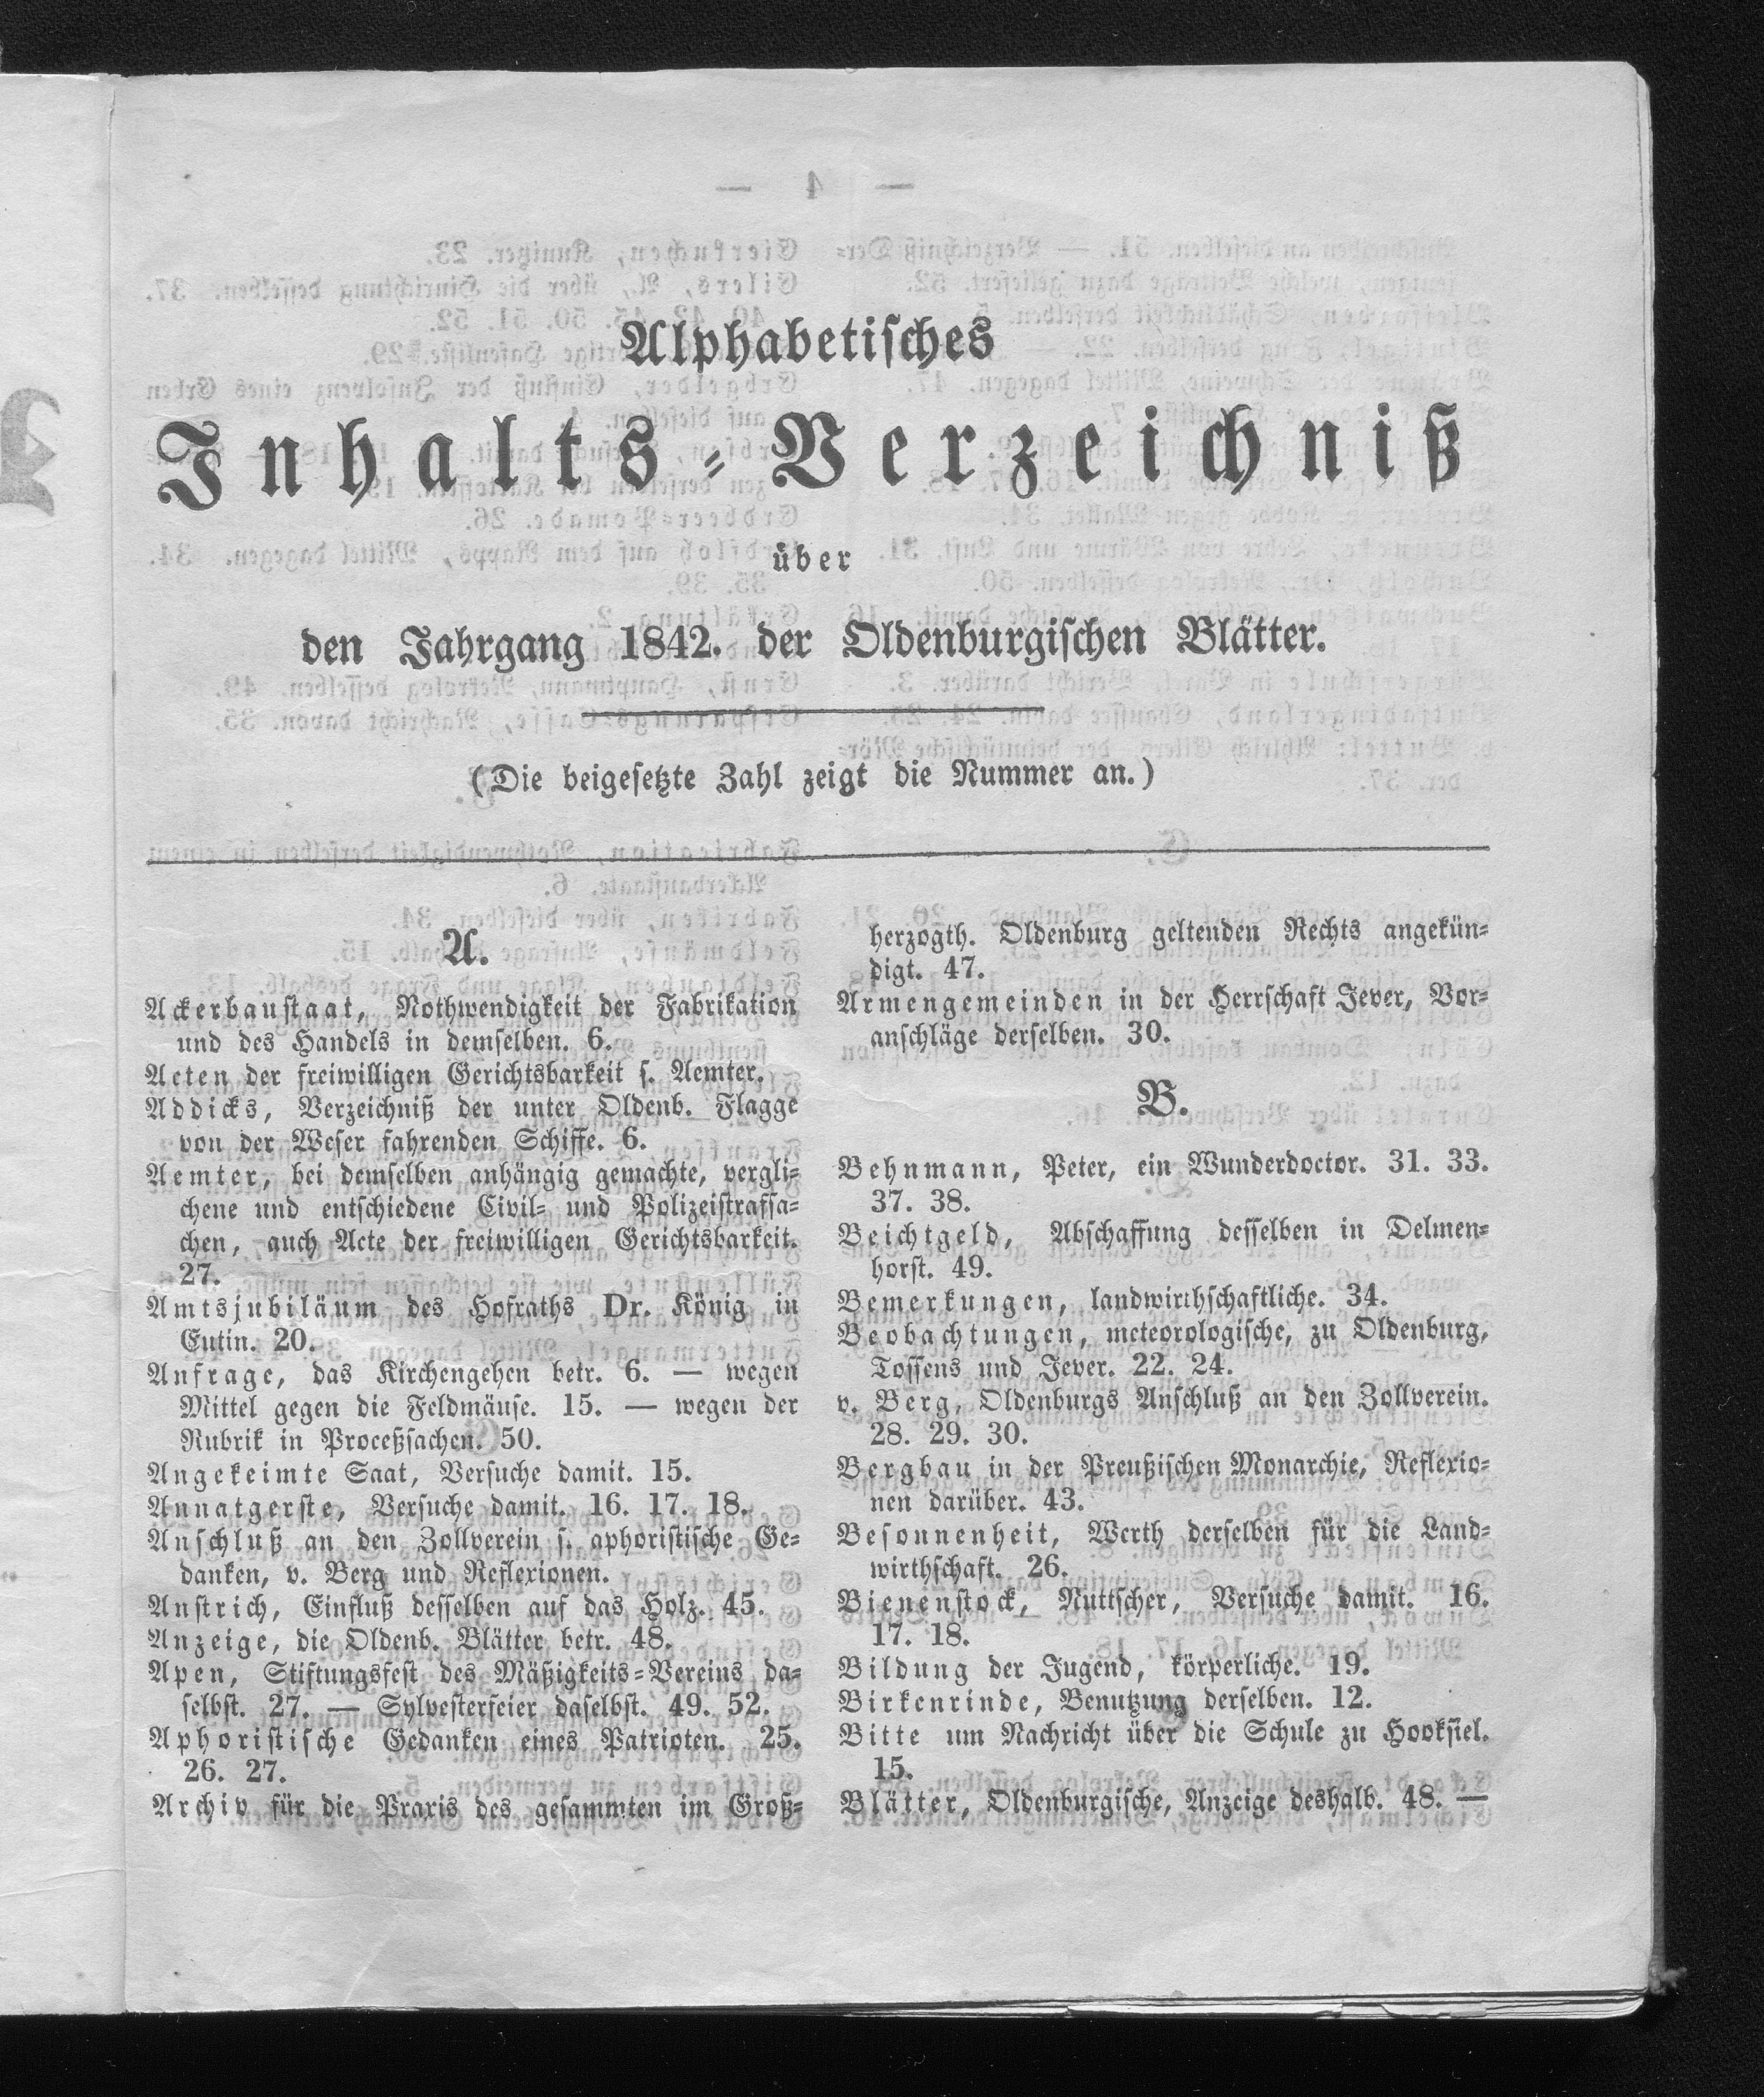 Alphabetisches
Inhalts-Verzeichniß
über
den Jahrgang 1842. der Oldenburgischen Blätter.
(Die beigesetzte Zahl zeigt die Nummer an.)
A.
Ackerbaustaat, Nothwendigkeit der Fabrikation
und des Handels in demselben. 6.
Acten der freiwilligen Gerichtsbarkeit s. Aemter.
Addicks, Verzeichniß der unter Oldenb. Flagge
von der Weser fahrenden Schiffe. 6.
Aemter, bei demselben anhängig gemachte, vergli-
chene und entschiedene Civil- und Polizeistrafsa-
chen, auch Acte der freiwilligen Gerichtsbarkeit.
27.
Amtsjubiläum des Hofraths Dr. König in
Eutin. 20.
Anfrage, das Kirchengehen betr. 6. — wegen
Mittel gegen die Feldmäuse. 15. — wegen der
Rubrik in Proceßsachen. 50.
Angekeimte Saat, Versuche damit. 15.
Annatgerste, Versuche damit. 16. 17. 18.
Anschluß an den Zollverein s. aphoristische Ge-
danken, v. Berg und Reflexionen.
Anstrich, Einfluß desselben auf das Holz. 45.
Anzeige, die Oldenb. Blätter betr. 48.
Apen, Stiftungsfest des Mäßigkeits-Vereins da-
selbst. 27. — Sylvesterfeier daselbst. 49. 52.
Aphoristische Gedanken eines Patrioten. 25.
26. 27.
Archiv für die Praxis des gesammten im Groß-
herzogth. Oldenburg geltenden Rechts angekün-
digt. 47.
Armengemeinden in der Herrschaft Jever, Vor-
anschläge derselben. 30.
B.
Behnmann, Peter, ein Wunderdoctor. 31. 33.
37. 38.
Beichtgeld, Abschaffung desselben in Delmen-
horst. 49.
Bemerkungen, landwirthschaftliche. 34.
Beobachtungen, meteorologische, zu Oldenburg,
Tossens und Jever. 22. 24.
v. Berg, Oldenburgs Anschluß an den Zollverein.
28. 29. 30.
Bergbau in der Preußischen Monarchie, Reflexio-
nen darüber. 43.
Besonnenheit, Werth derselben für die Land-
wirthschaft. 26.
Bienenstock, Nuttscher, Versuche damit. 16.
17. 18.
Bildung der Jugend, körperliche. 19.
Birkenrinde, Benutzung derselben. 12.
Bitte um Nachricht über die Schule zu Hooksiel.
15.
Blätter, Oldenburgische, Anzeige deshalb. 48. —